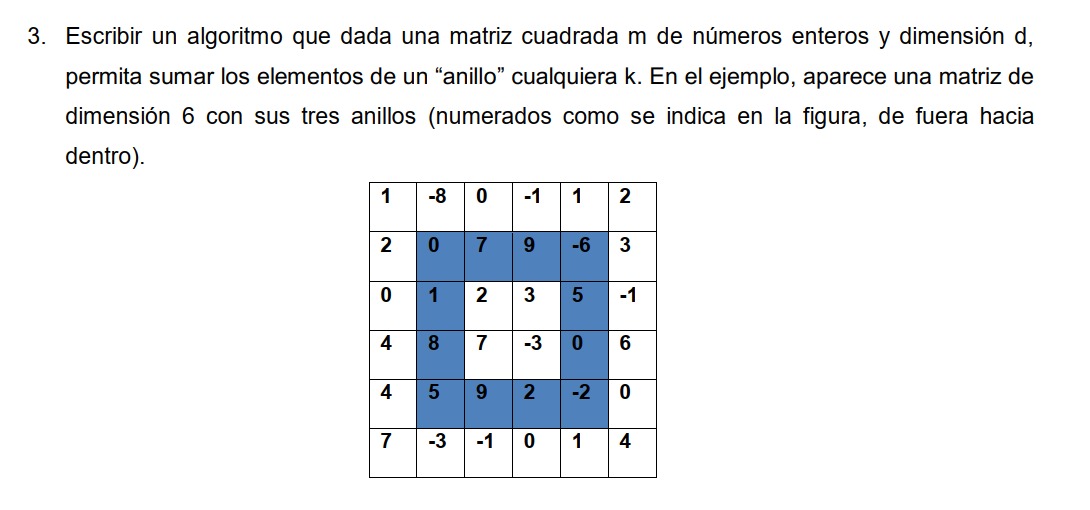 3. Escribir un algoritmo que dada una matriz cuadrada m de números enteros y dimensión d,
permita sumar los elementos de un “anillo” cualquiera k. En el ejemplo, aparece una matriz de
dimensión 6 con sus tres anillos (numerados como se indica en la figura, de fuera hacia
dentro).
1 -8 0 -1 1 2
2 0 7 9 -6 3
0 1 2 3 5 -1
4 8 7 -3 0 6
4 5 9 2 -2 0
7 -3 -1 0 1 4